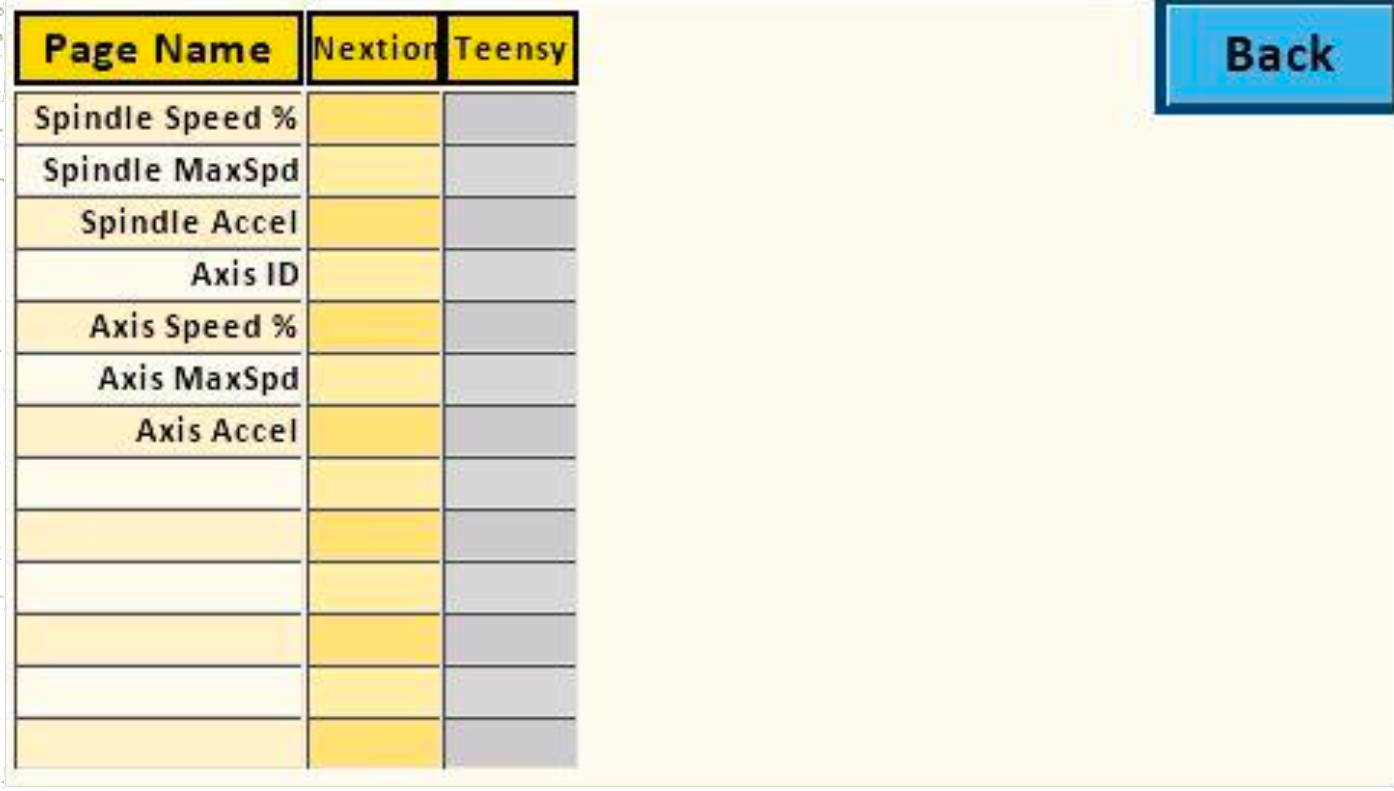 Page Name Nextion Teensy Back
Spindle Speed %
Spindle MaxSpd
Spindle Accel
Axis ID
Axis Speed %
Axis MaxSpd
Axis Accel